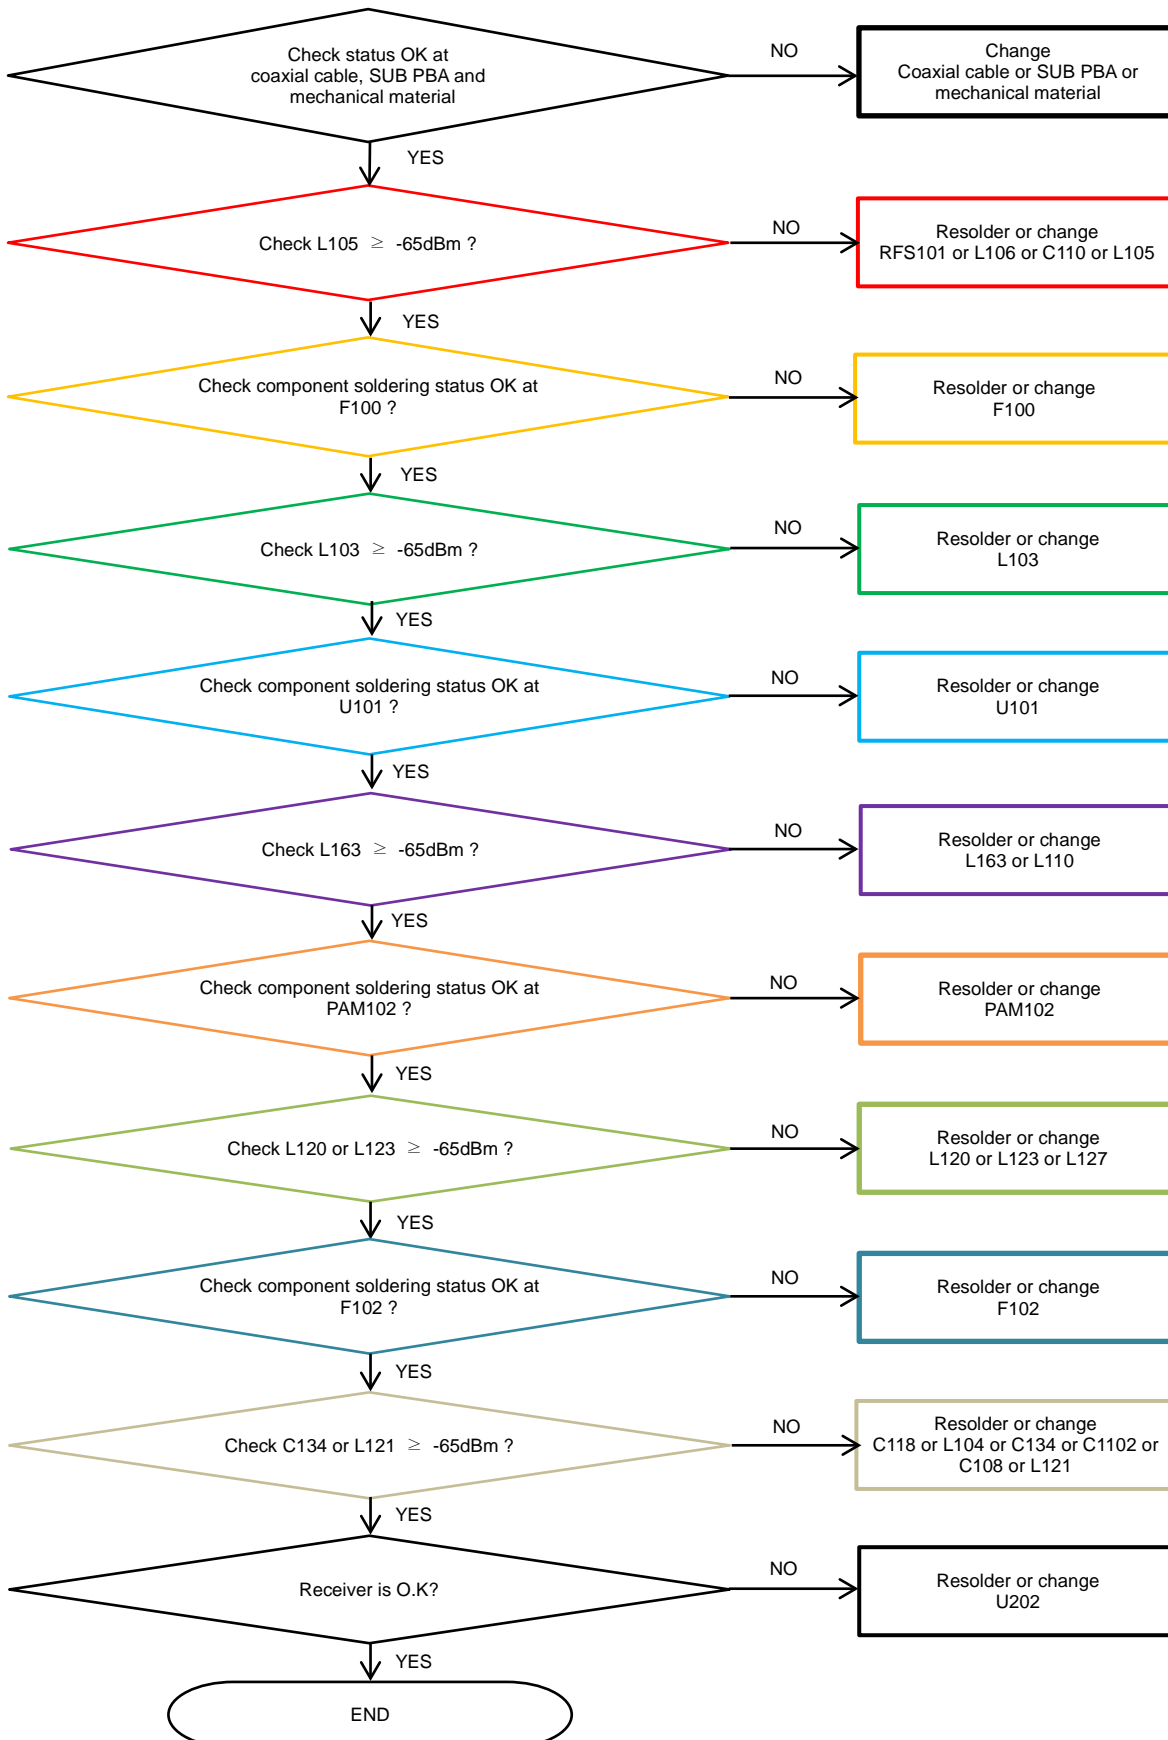 Check status OK at
coaxial cable, SUB PBA and
mechanical material
NO
Change
Coaxial cable or SUB PBA or
mechanical material
YES
Check L105 ≥ -65dBm ?
NO
Resolder or change
RFS101 or L106 or C110 or L105
YES
Check component soldering status OK at
F100 ?
NO
Resolder or change
F100
YES
Check L103 ≥ -65dBm ?
NO
Resolder or change
L103
YES
Check component soldering status OK at
U101 ?
NO
Resolder or change
U101
YES
Check L163 ≥ -65dBm ?
NO
Resolder or change
L163 or L110
YES
Check component soldering status OK at
PAM102 ?
NO
Resolder or change
PAM102
YES
Check L120 or L123 ≥ -65dBm ?
NO
Resolder or change
L120 or L123 or L127
YES
Check component soldering status OK at
F102 ?
NO
Resolder or change
F102
YES
Check C134 or L121 ≥ -65dBm ?
NO
Resolder or change
C118 or L104 or C134 or C1102 or
C108 or L121
YES
Receiver is O.K?
NO
Resolder or change
U202
YES
END